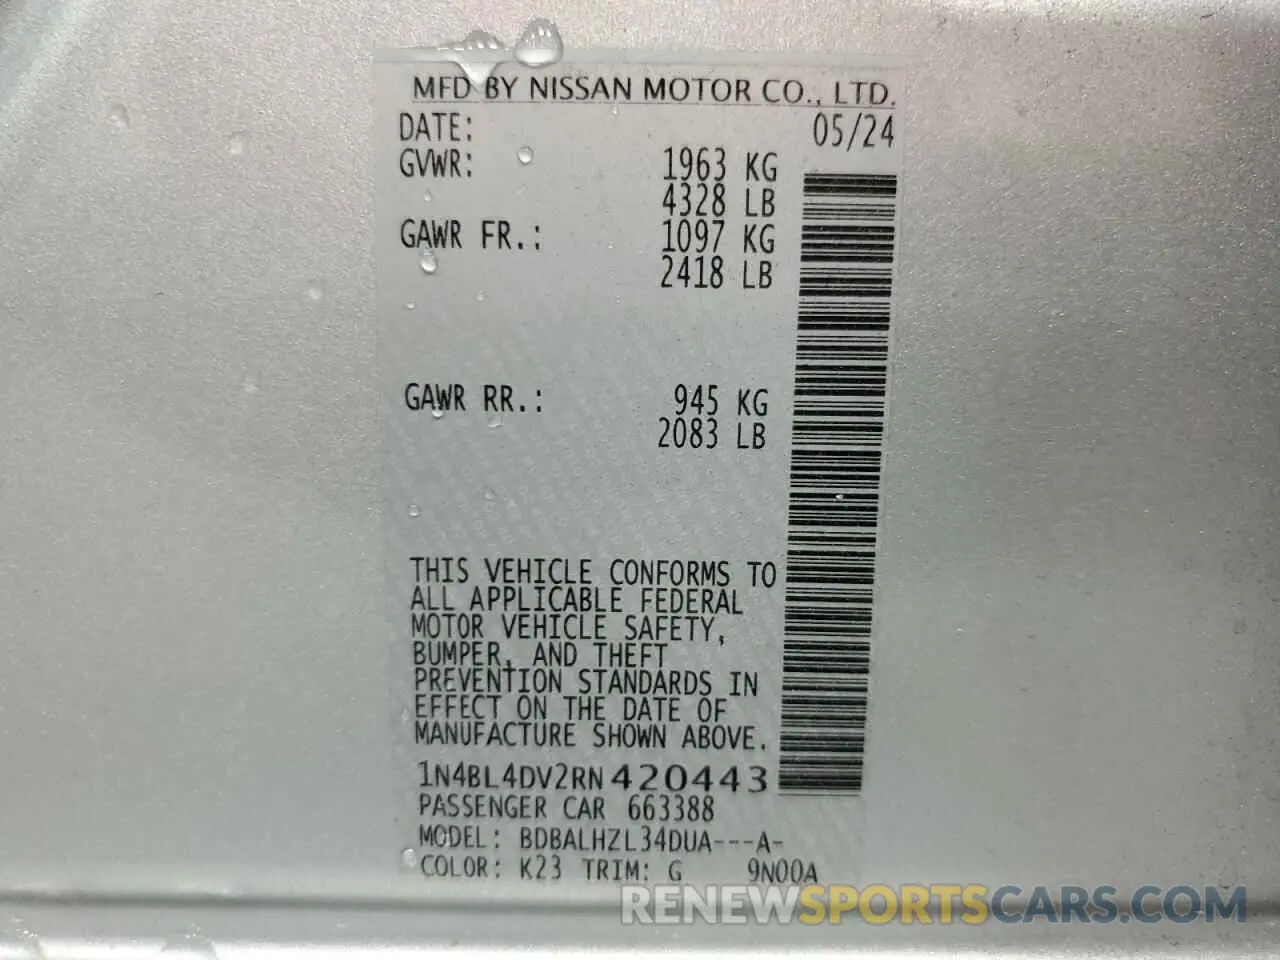 MFD BY NISSAN MOTOR CO., LTD.
DATE: 05/24
GVWR: 1963 KG
4328 LB
GAWR FR.: 1097 KG
2418 LB
GAWR RR.: 945 KG
2083 LB
THIS VEHICLE CONFORMS TO
ALL APPLICABLE FEDERAL
MOTOR VEHICLE SAFETY,
BUMPER, AND THEFT
PREVENTION STANDARDS IN
EFFECT ON THE DATE OF
MANUFACTURE SHOWN ABOVE.
1N4BL4DV2RN420443
PASSENGER CAR 663388
MODEL: BDBALHZL34DUA---A-
COLOR: K23 TRIM: G 9N00A
RENEWSPORTSCARS.COM